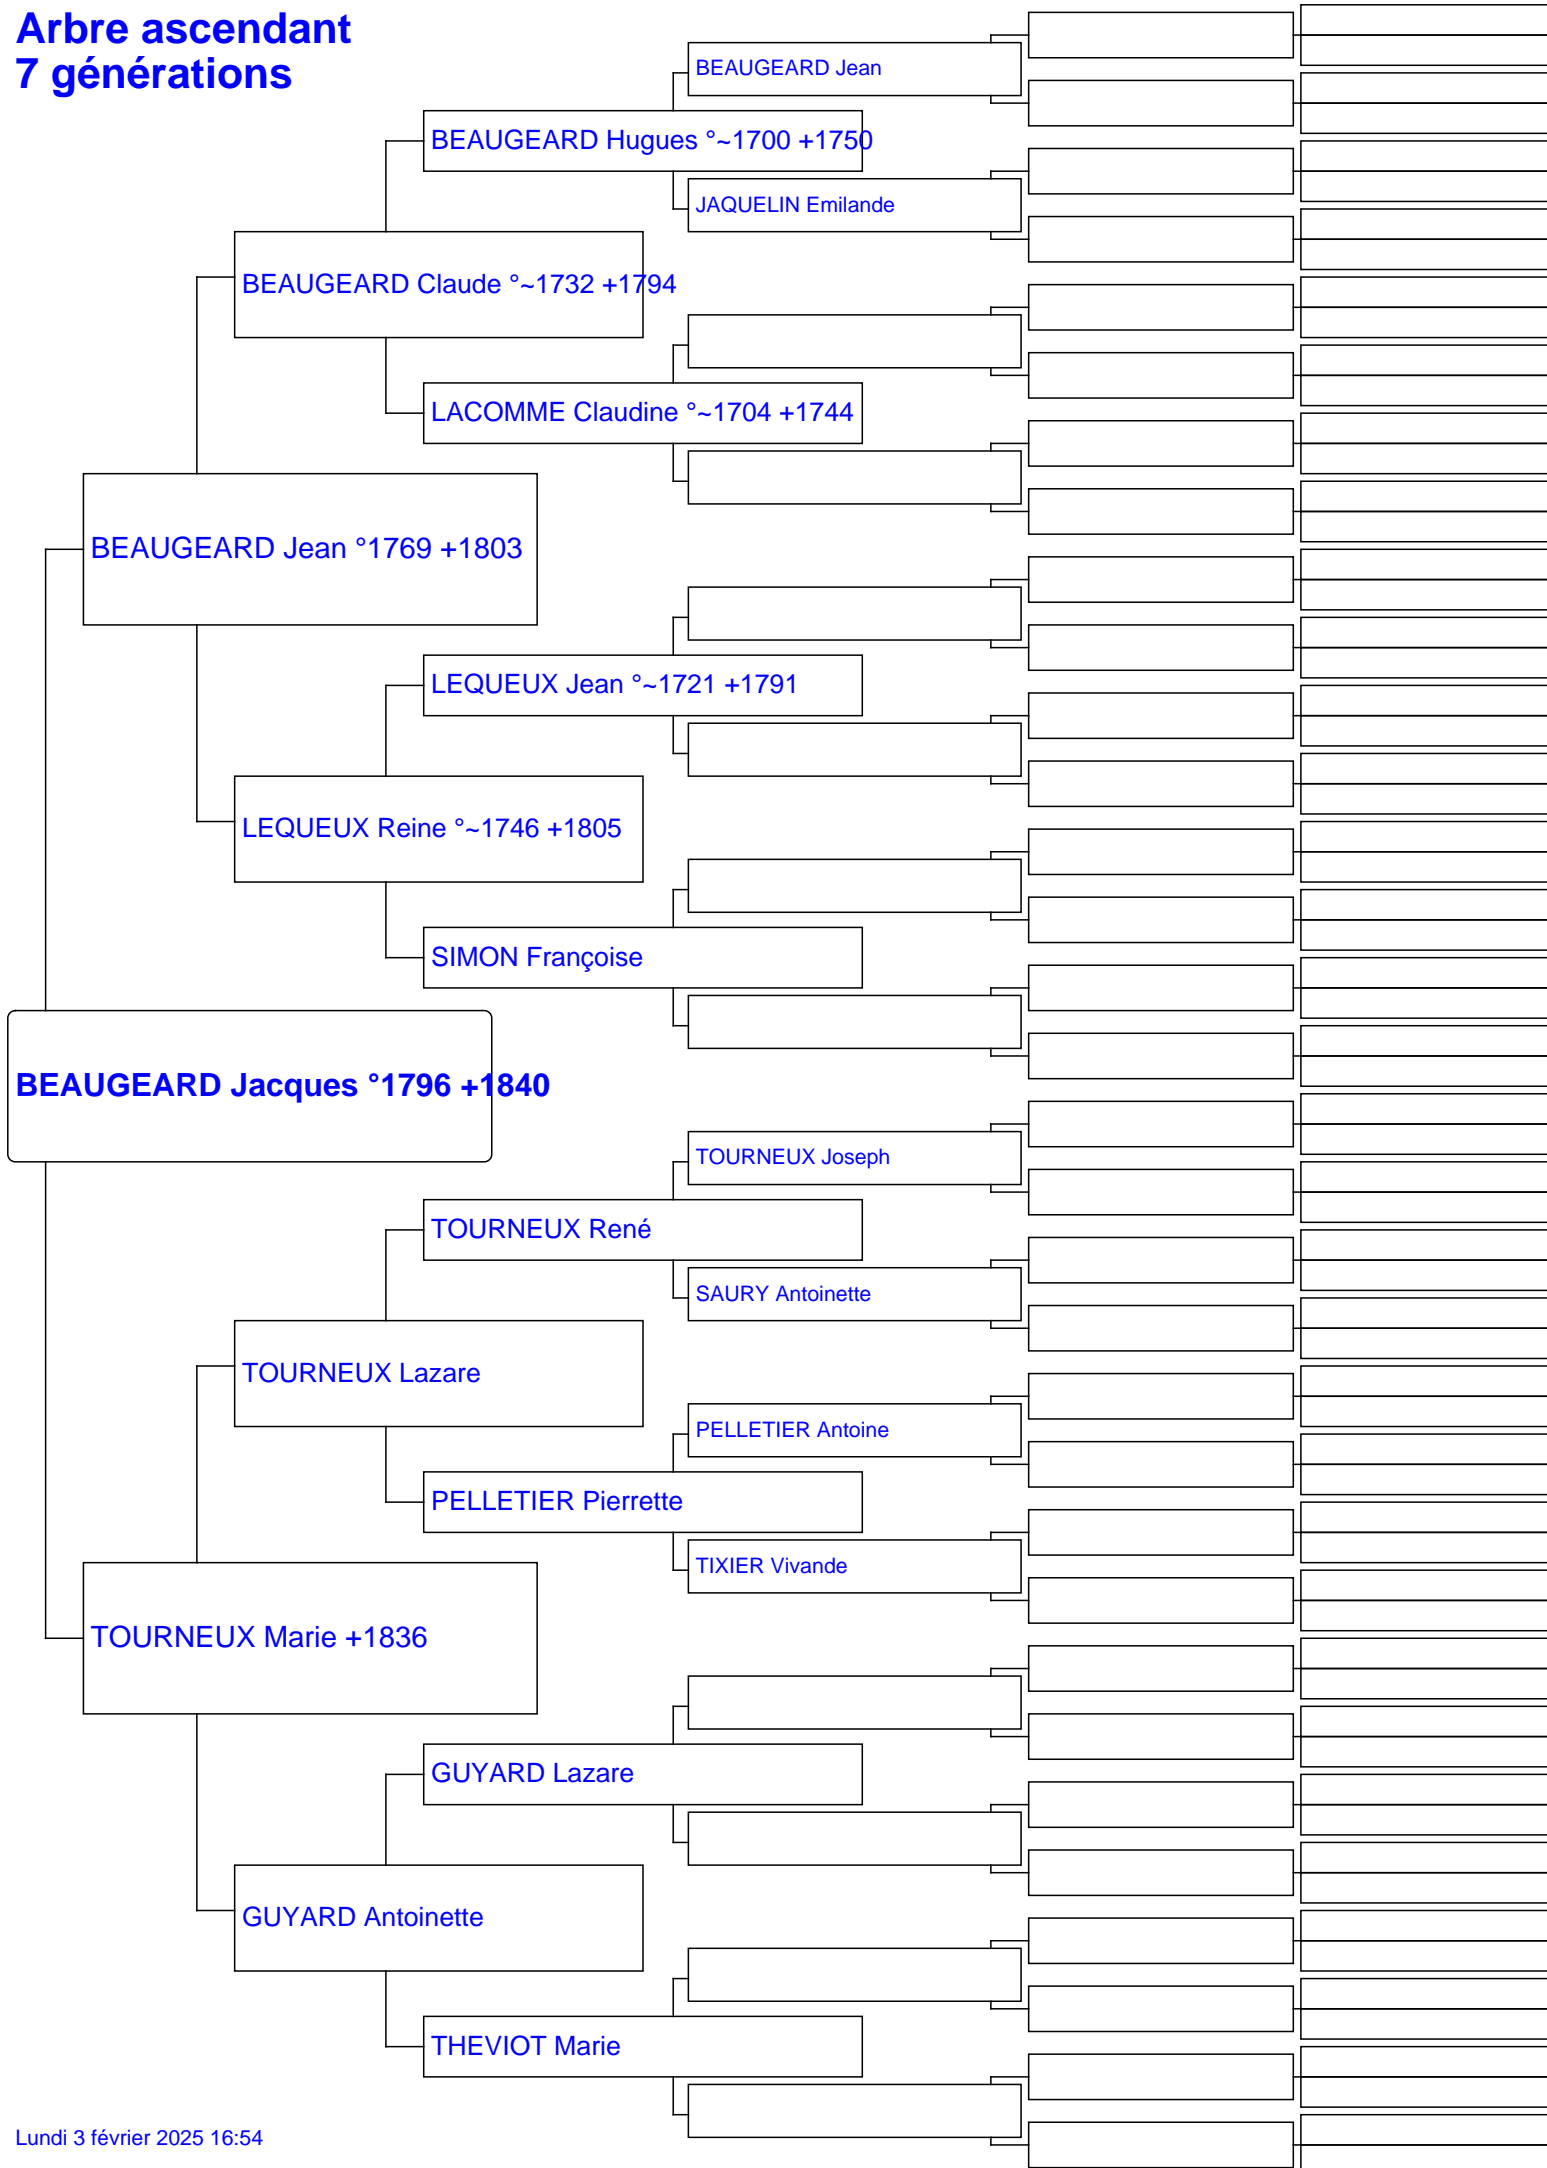 Arbre ascendant
7 générations
BEAUGEARD Jean
BEAUGEARD Hugues °~1700 +1750
JAQUELIN Emilande
BEAUGEARD Claude °~1732 +1794
LACOMME Claudine °~1704 +1744
BEAUGEARD Jean °1769 +1803
LEQUEUX Jean °~1721 +1791
LEQUEUX Reine °~1746 +1805
SIMON Françoise
BEAUGEARD Jacques °1796 +1840
TOURNEUX Joseph
TOURNEUX René
SAURY Antoinette
TOURNEUX Lazare
PELLETIER Antoine
PELLETIER Pierrette
TIXIER Vivande
TOURNEUX Marie +1836
GUYARD Lazare
GUYARD Antoinette
THEVIOT Marie
Lundi 3 février 2025 16:54